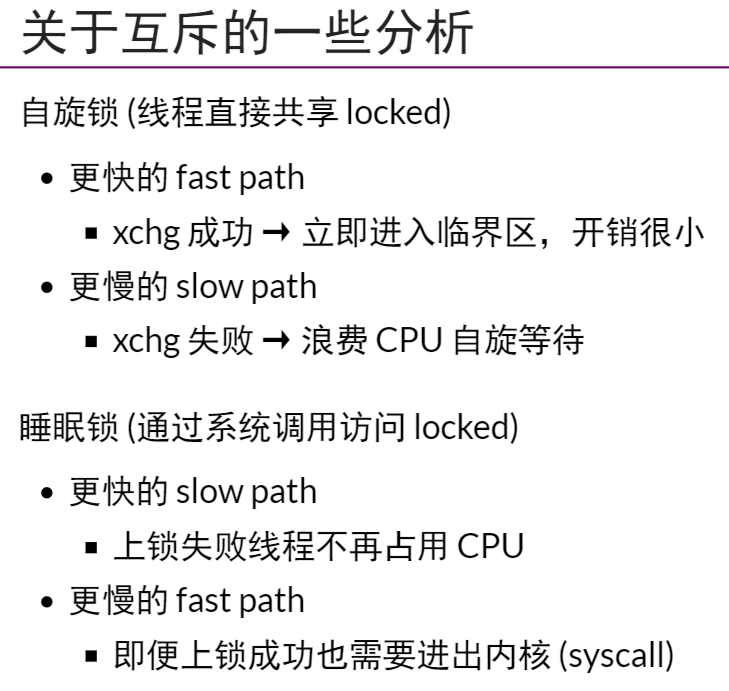 关于互斥的一些分析
自旋锁 (线程直接共享 locked)
• 更快的 fast path
▪ xchg 成功 → 立即进入临界区，开销很小
• 更慢的 slow path
▪ xchg 失败 → 浪费 CPU 自旋等待
睡眠锁 (通过系统调用访问 locked)
• 更快的 slow path
▪ 上锁失败线程不再占用 CPU
• 更慢的 fast path
▪ 即便上锁成功也需要进出内核 (syscall)